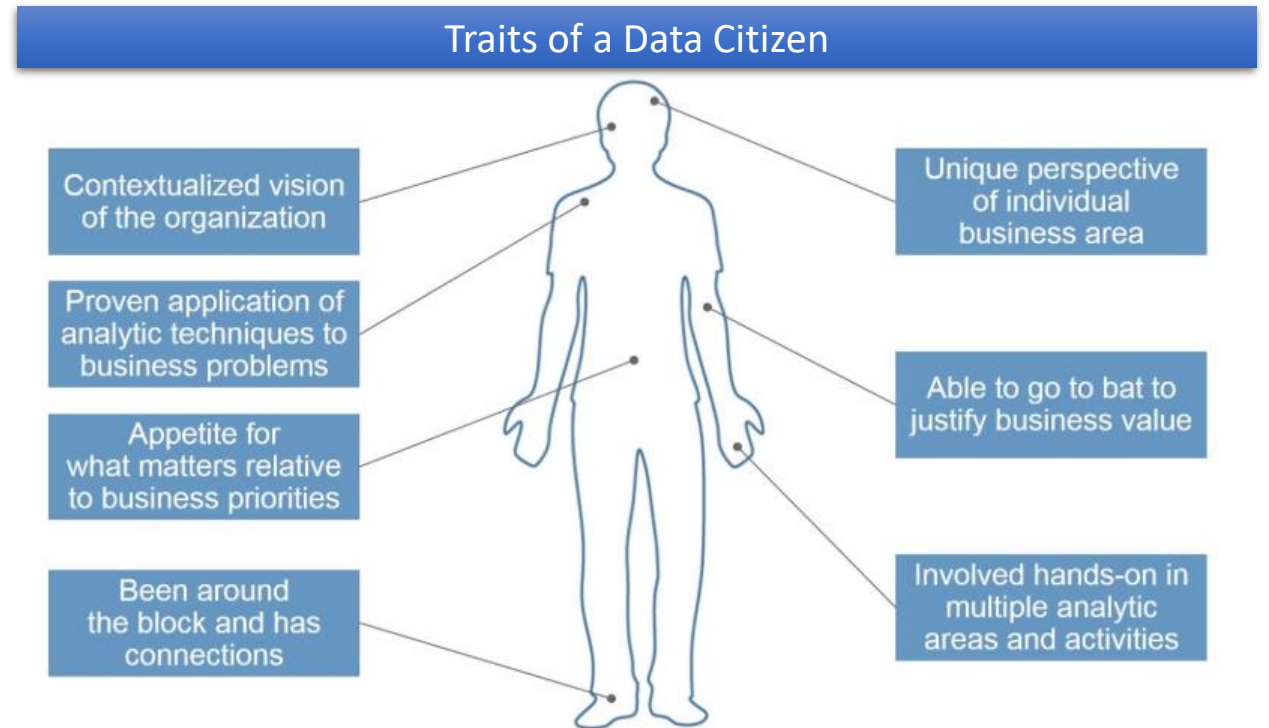 Traits of a Data Citizen
Contextualized vision
of the organization
Proven application of
analytic techniques to
business problems
Appetite for
what matters relative
to business priorities
Been around
the block and has
connections
Unique perspective
of individual
business area
Able to go to bat to
justify business value
Involved hands-on in
multiple analytic
areas and activities